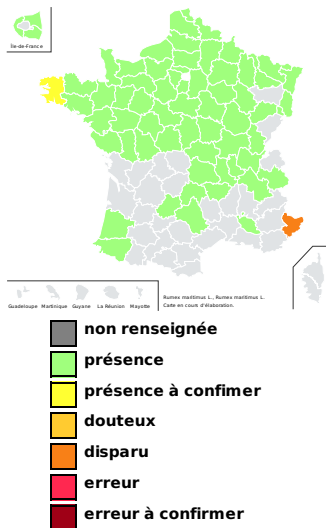 Île-de-France
Guadeloupe Martinique Guyane La Réunion Mayotte
Rumex maritimus L., Rumex maritimus L.
Carte en cours d'élaboration.
non renseignée
présence
présence à confimer
douteux
disparu
erreur
erreur à confirmer